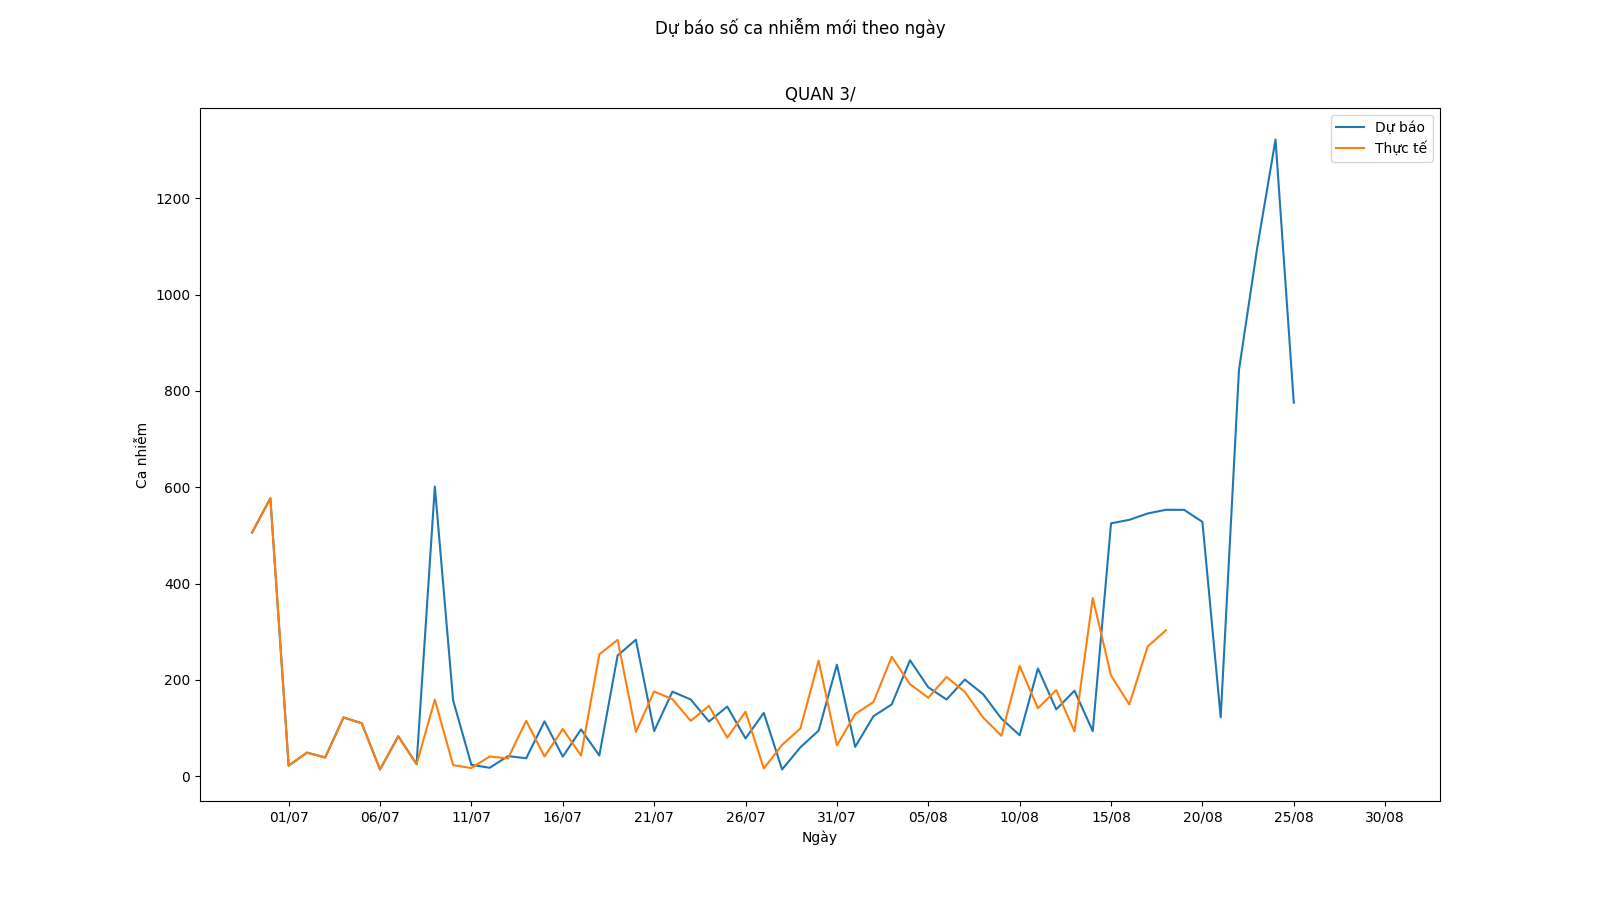 Dự báo số ca nhiễm mới theo ngày
QUAN 3/
Dự báo
Thực tế
1200
1000
800
600
400
200
0
Ca nhiễm
01/07 06/07 11/07 16/07 21/07 26/07 31/07 05/08 10/08 15/08 20/08 25/08 30/08
Ngày